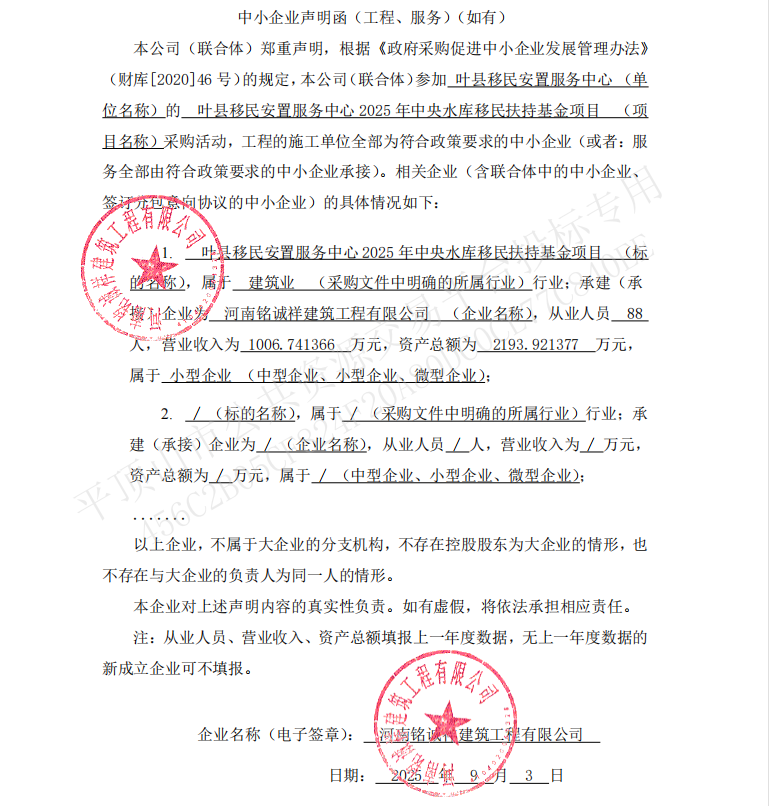 中小企业声明函（工程、服务）（如有）
本公司（联合体）郑重声明，根据《政府采购促进中小企业发展管理办法》
（财库[2020]46 号）的规定，本公司（联合体）参加 叶县移民安置服务中心 （单
位名称）的 叶县移民安置服务中心 2025 年中央水库移民扶持基金项目 （项
目名称）采购活动，工程的施工单位全部为符合政策要求的中小企业（或者：服
务全部由符合政策要求的中小企业承接）。相关企业（含联合体中的中小企业、
签订分包意向协议的中小企业）的具体情况如下：
1. 叶县移民安置服务中心 2025 年中央水库移民扶持基金项目 （标
的名称），属于 建筑业 （采购文件中明确的所属行业）行业；承建（承
接）企业为 河南铭诚祥建筑工程有限公司 （企业名称），从业人员 88
人，营业收入为 1006.741366 万元，资产总额为 2193.921377 万元，
属于 小型企业 （中型企业、小型企业、微型企业）；
2. / （标的名称），属于 / （采购文件中明确的所属行业）行业；承
建（承接）企业为 / （企业名称），从业人员 / 人，营业收入为 / 万元，
资产总额为 / 万元，属于 / （中型企业、小型企业、微型企业）；
.......
以上企业，不属于大企业的分支机构，不存在控股股东为大企业的情形，也
不存在与大企业的负责人为同一人的情形。
本企业对上述声明内容的真实性负责。如有虚假，将依法承担相应责任。
注：从业人员、营业收入、资产总额填报上一年度数据，无上一年度数据的
新成立企业可不填报。
企业名称（电子签章）： 河南铭诚祥建筑工程有限公司
日期： 2025 年 9 月 3 日